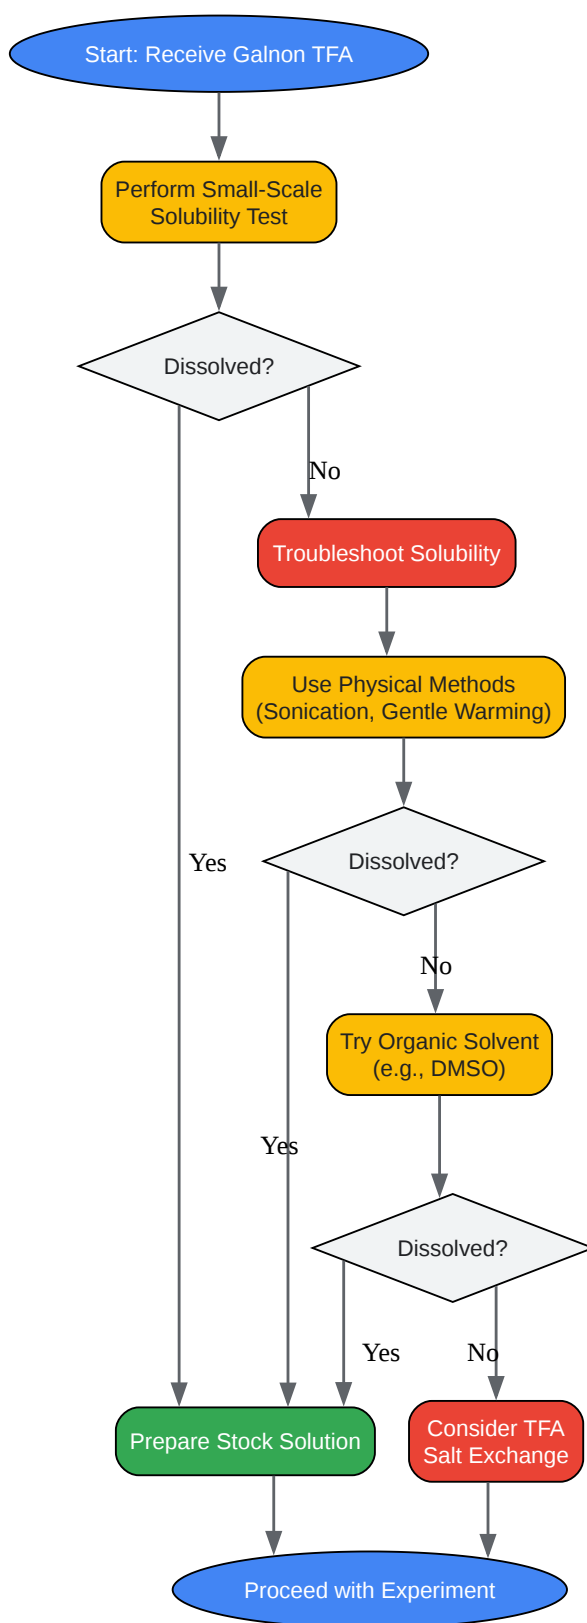 Start: Receive Galnon TFA
Perform Small-Scale
Solubility Test
Dissolved?
No
Troubleshoot Solubility
Use Physical Methods
(Sonication, Gentle Warming)
Yes
Dissolved?
No
Try Organic Solvent
(e.g., DMSO)
Yes
Dissolved?
Yes
No
Prepare Stock Solution
Consider TFA
Salt Exchange
Proceed with Experiment